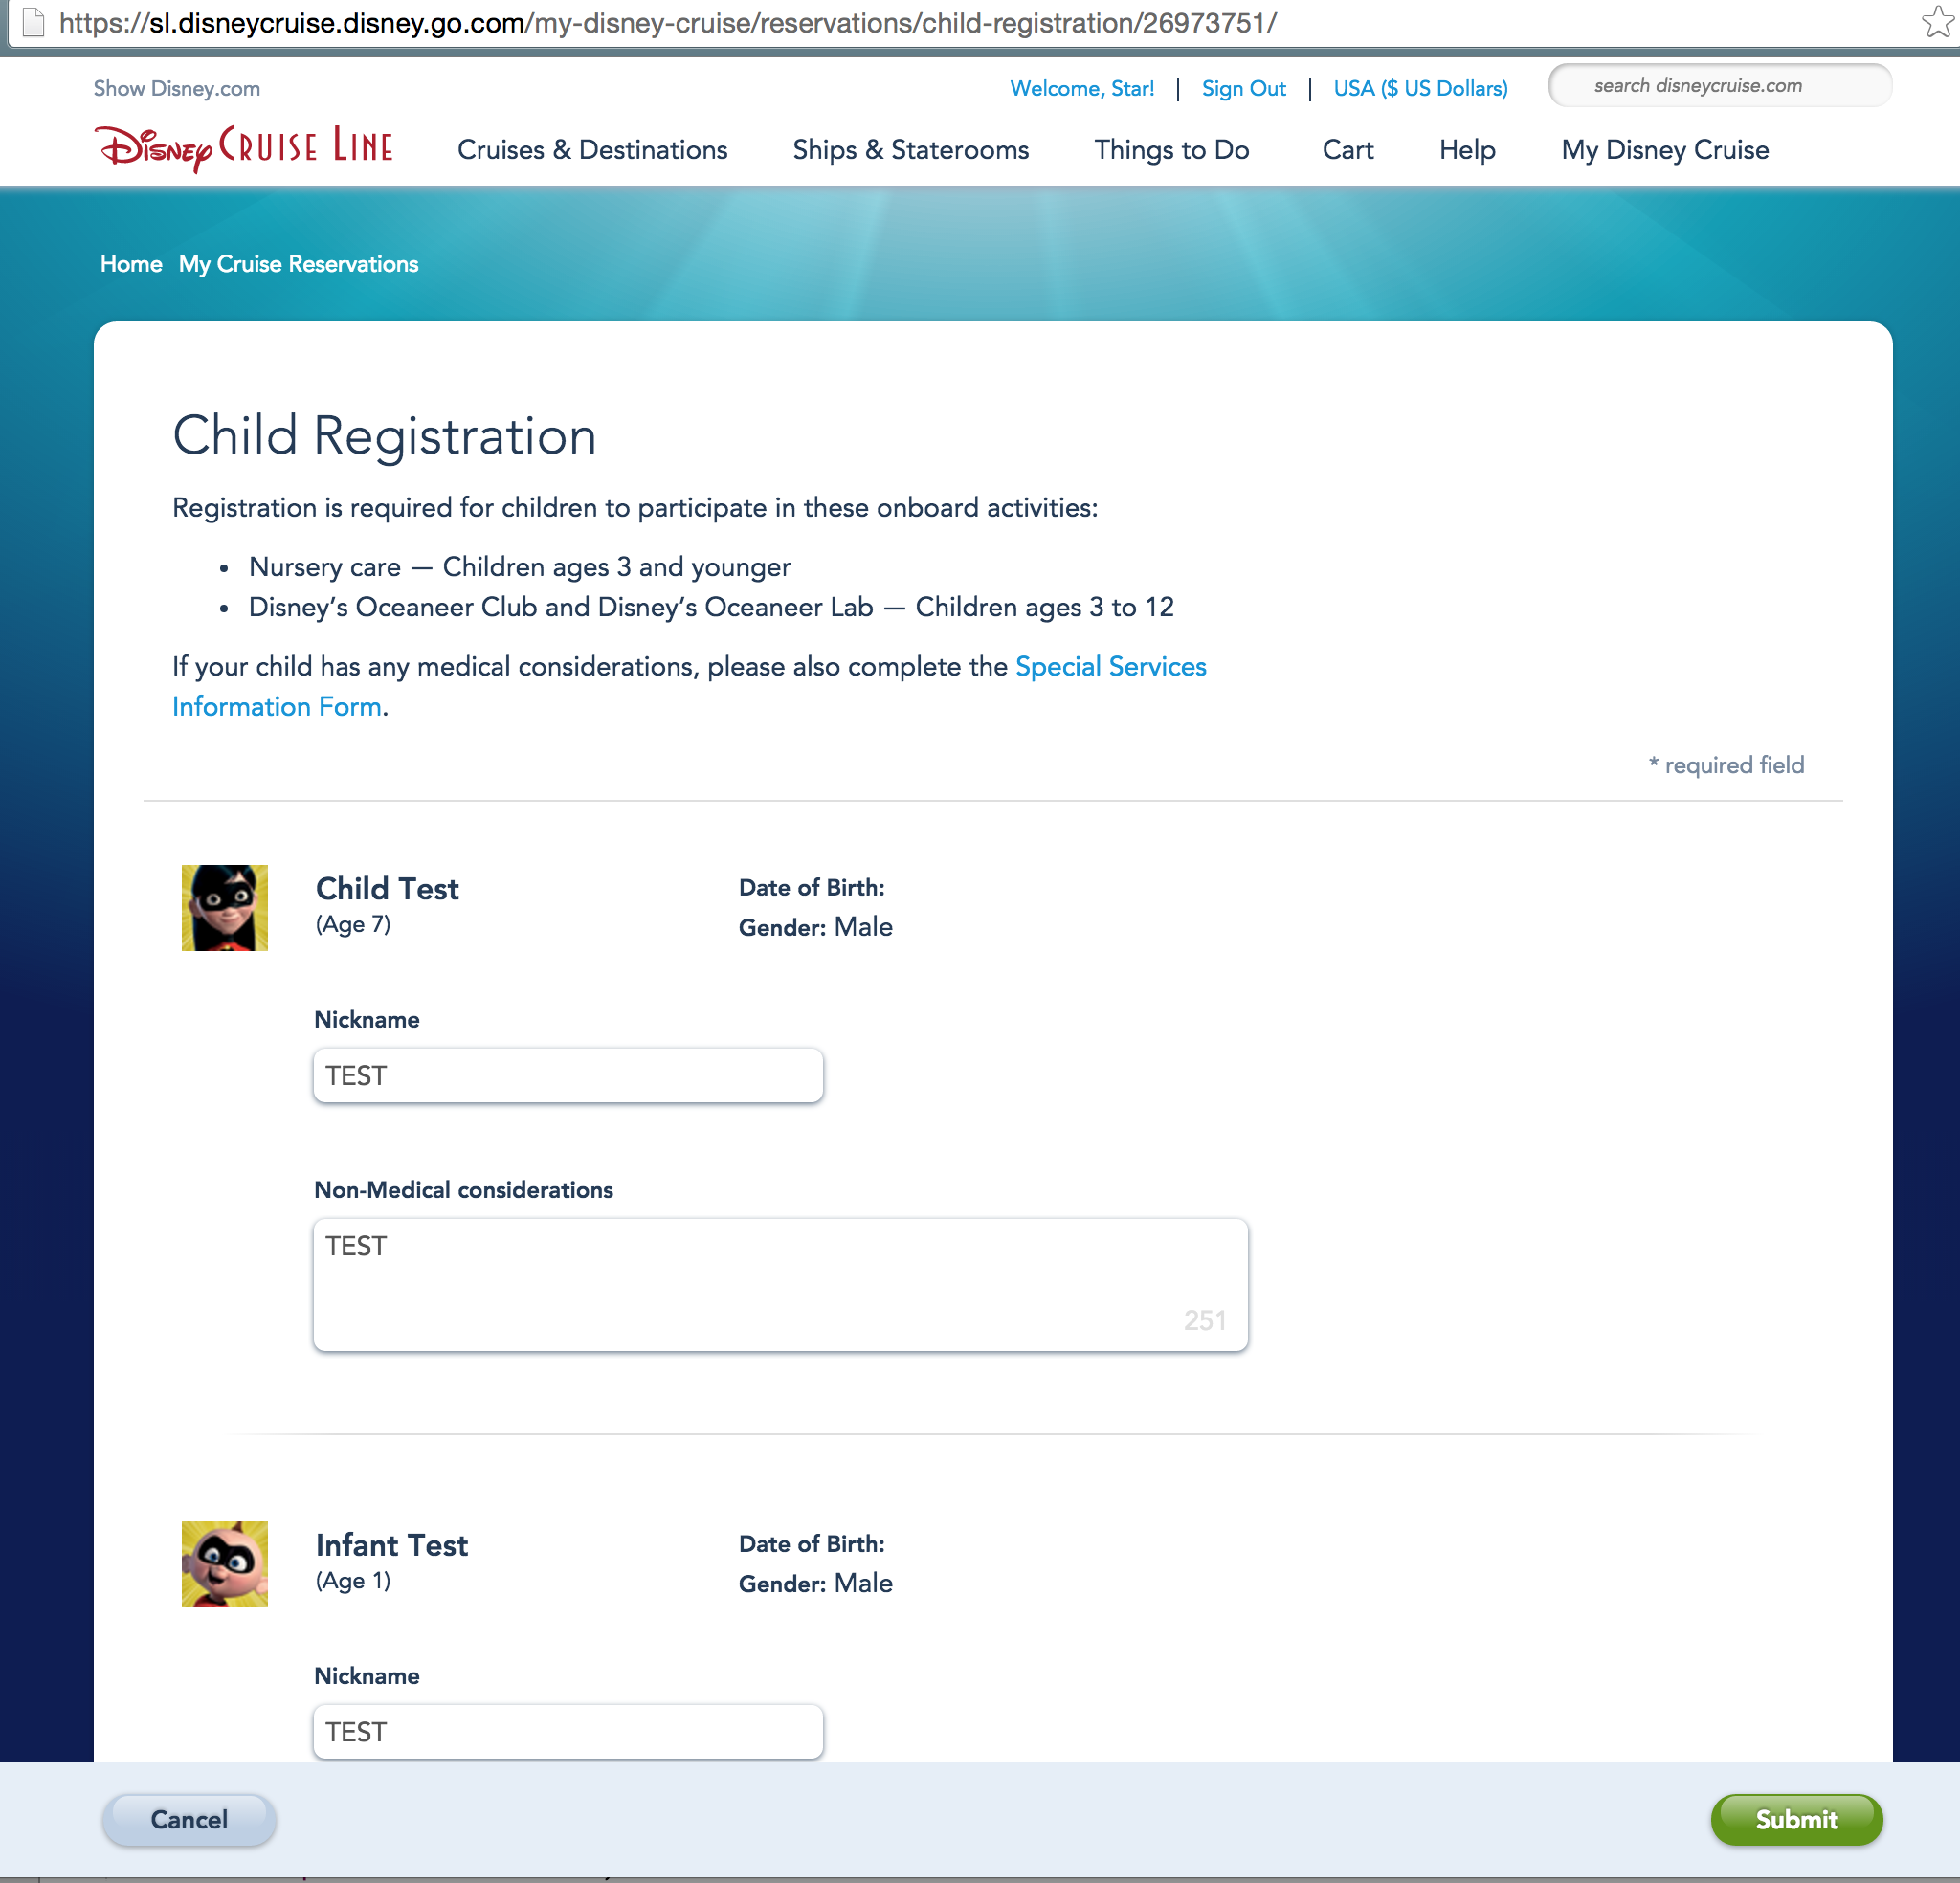 https://sl.disneycruise.disney.go.com/my-disney-cruise/reservations/child-registration/26973751/
Show Disney.com
Welcome, Star! | Sign Out | USA ($ US Dollars)
search disneycruise.com
Disney Cruise Line
Cruises & Destinations
Ships & Staterooms
Things to Do
Cart
Help
My Disney Cruise
Home My Cruise Reservations
Child Registration
Registration is required for children to participate in these onboard activities:
• Nursery care — Children ages 3 and younger
• Disney’s Oceaneer Club and Disney’s Oceaneer Lab — Children ages 3 to 12
If your child has any medical considerations, please also complete the Special Services
Information Form.
* required field
Child Test
(Age 7)
Date of Birth:
Gender: Male
Nickname
TEST
Non-Medical considerations
TEST
251
Infant Test
(Age 1)
Date of Birth:
Gender: Male
Nickname
TEST
Cancel
Submit